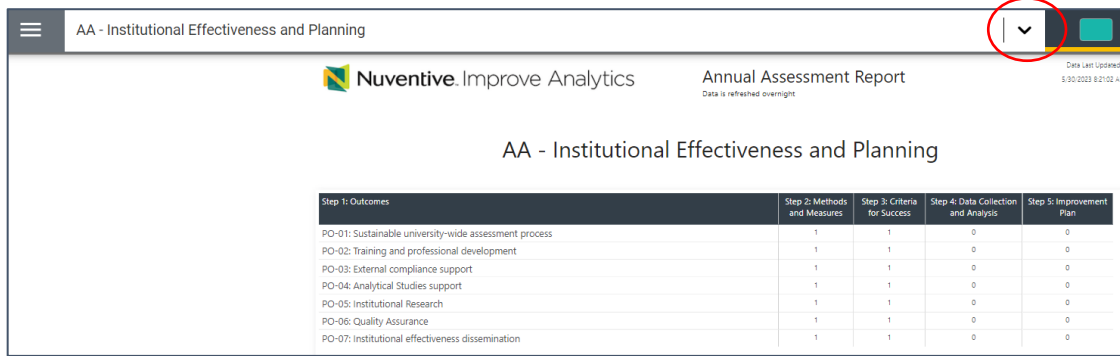 AA - Institutional Effectiveness and Planning
Nuventive. Improve Analytics
Annual Assessment Report
Data is refreshed overnight
Data Last Updated
5/30/2023 8:21:02 A
AA - Institutional Effectiveness and Planning
Step 1: Outcomes Step 2: Methods and Measures Step 3: Criteria for Success Step 4: Data Collection and Analysis Step 5: Improvement Plan
PO-01: Sustainable university-wide assessment process 1 1 0 0
PO-02: Training and professional development 1 1 0 0
PO-03: External compliance support 1 1 0 0
PO-04: Analytical Studies support 1 1 0 0
PO-05: Institutional Research 1 1 0 0
PO-06: Quality Assurance 1 1 0 0
PO-07: Institutional effectiveness dissemination 1 1 0 0